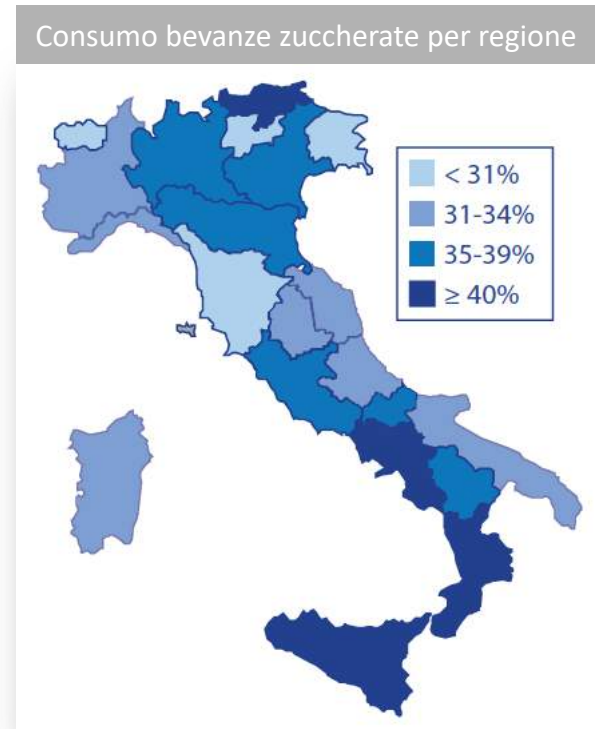 Consumo bevanze zuccherate per regione
< 31%
31-34%
35-39%
≥ 40%